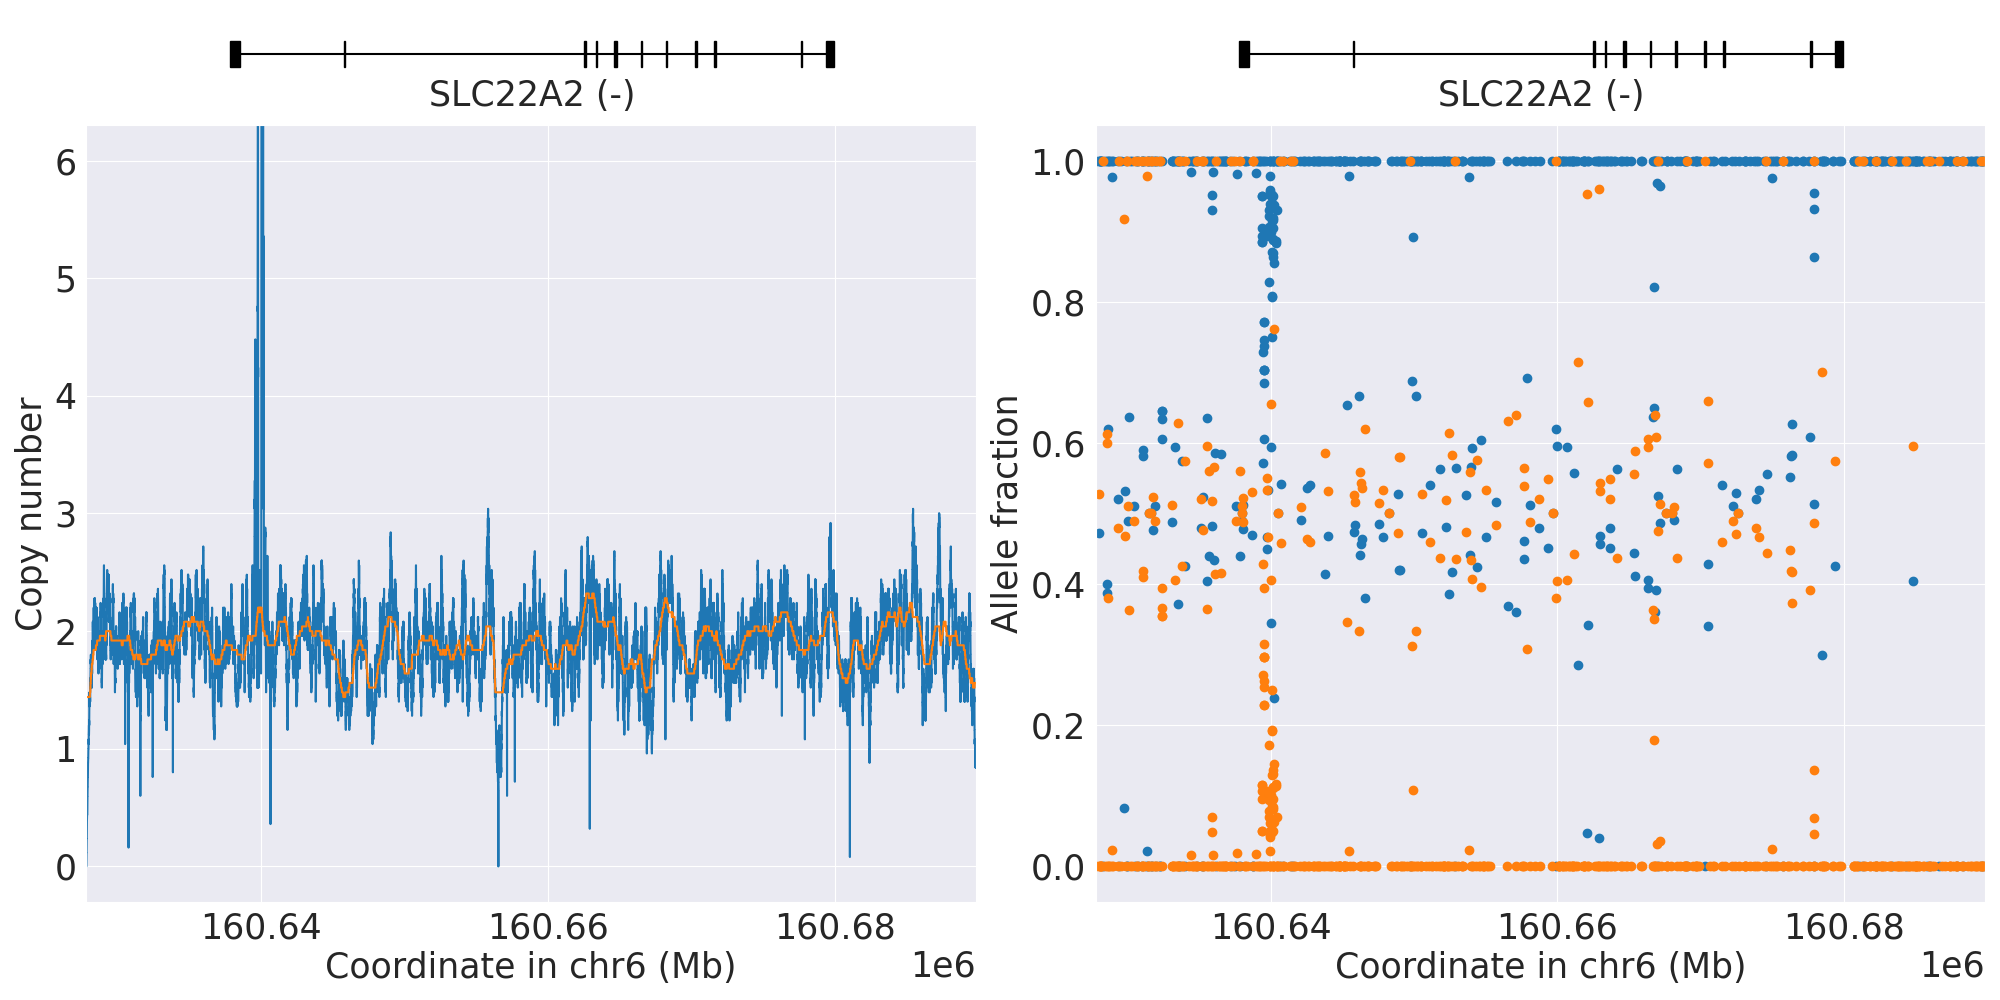 SLC22A2 (-)
6
5
4
3
2
1
0
Copy number
160.64
160.66
160.68
Coordinate in chr6 (Mb)
1e6
SLC22A2 (-)
1.0
0.8
0.6
0.4
0.2
0.0
Allele fraction
160.64
160.66
160.68
Coordinate in chr6 (Mb)
1e6